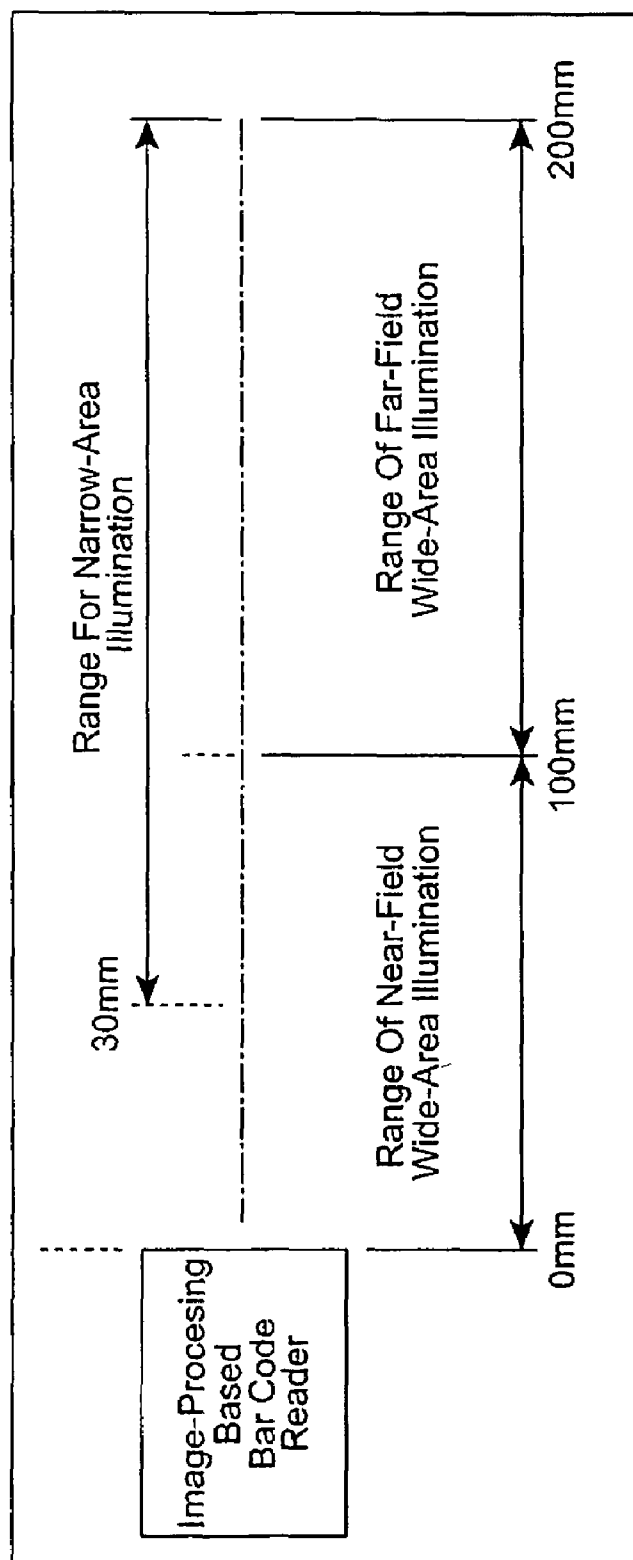 Image-Procesing
Based
Bar Code
Reader
30mm
Range For Narrow-Area
Illumination
Range Of Near-Field
Wide-Area Illumination
Range Of Far-Field
Wide-Area Illumination
0mm
100mm
200mm